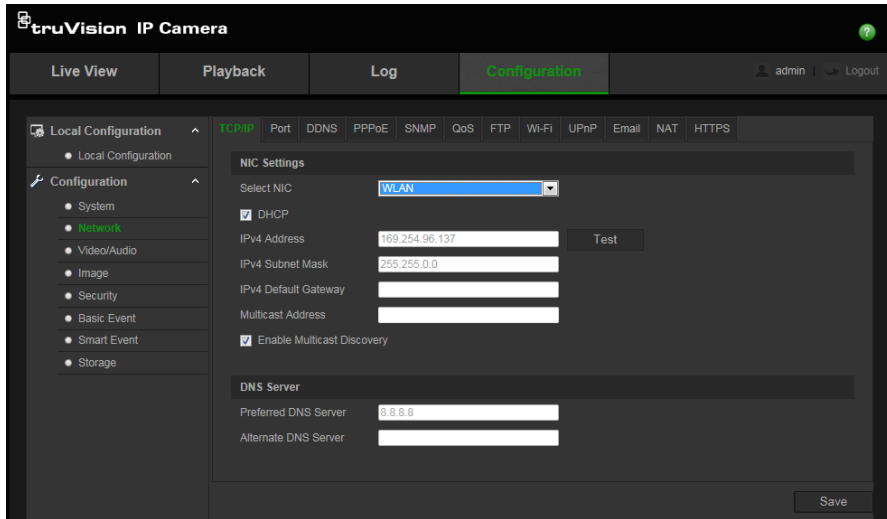 truVision IP Camera
?
Live View Playback Log Configuration admin | Logout
Local Configuration
Local Configuration
Configuration
System
Network
Video/Audio
Image
Security
Basic Event
Smart Event
Storage
TCP/IP Port DDNS PPPoE SNMP QoS FTP Wi-Fi UPnP Email NAT HTTPS
NIC Settings
Select NIC WLAN
DHCP
IPv4 Address 169.254.96.137 Test
IPv4 Subnet Mask 255.255.0.0
IPv4 Default Gateway
Multicast Address
Enable Multicast Discovery
DNS Server
Preferred DNS Server 8.8.8.8
Alternate DNS Server
Save